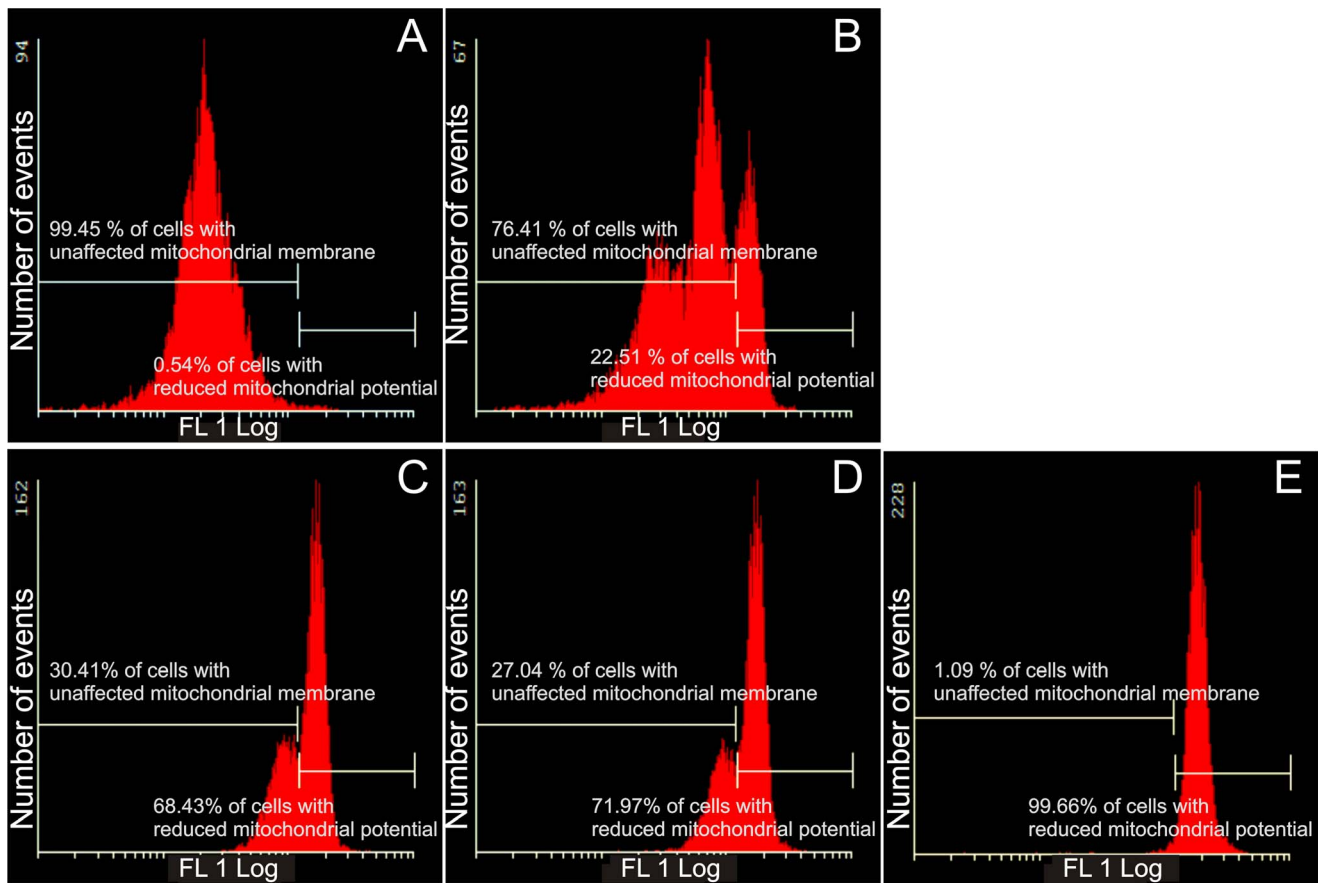 A
94
Number of events
99.45 % of cells with
unaffected mitochondrial membrane
0.54% of cells with
reduced mitochondrial potential
FL 1 Log
B
67
Number of events
76.41 % of cells with
unaffected mitochondrial membrane
22.51 % of cells with
reduced mitochondrial potential
FL 1 Log
C
162
Number of events
30.41% of cells with
unaffected mitochondrial membrane
68.43% of cells with
reduced mitochondrial potential
FL 1 Log
D
163
Number of events
27.04 % of cells with
unaffected mitochondrial membrane
71.97% of cells with
reduced mitochondrial potential
FL 1 Log
E
228
Number of events
1.09 % of cells with
unaffected mitochondrial membrane
99.66% of cells with
reduced mitochondrial potential
FL 1 Log